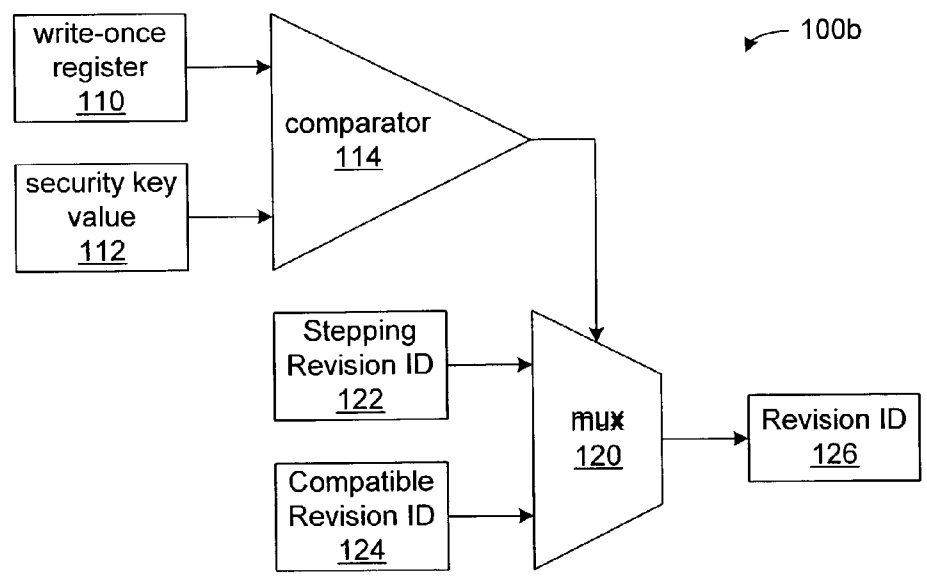 write-once
register
110
100b
comparator
114
security key
value
112
Stepping
Revision ID
122
mux
120
Revision ID
126
Compatible
Revision ID
124